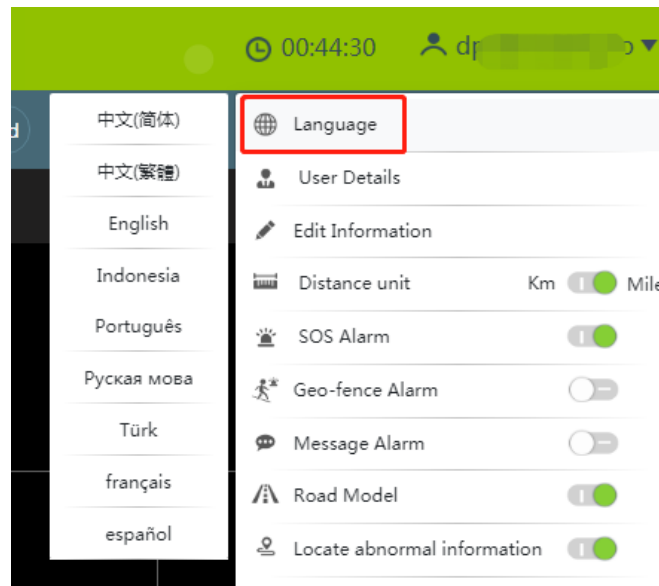 00:44:30
中文(简体)
中文(繁體)
English
Indonesia
Português
Руская мова
Türk
français
español
Language
User Details
Edit Information
Distance unit Km Mile
SOS Alarm
Geo-fence Alarm
Message Alarm
Road Model
Locate abnormal information